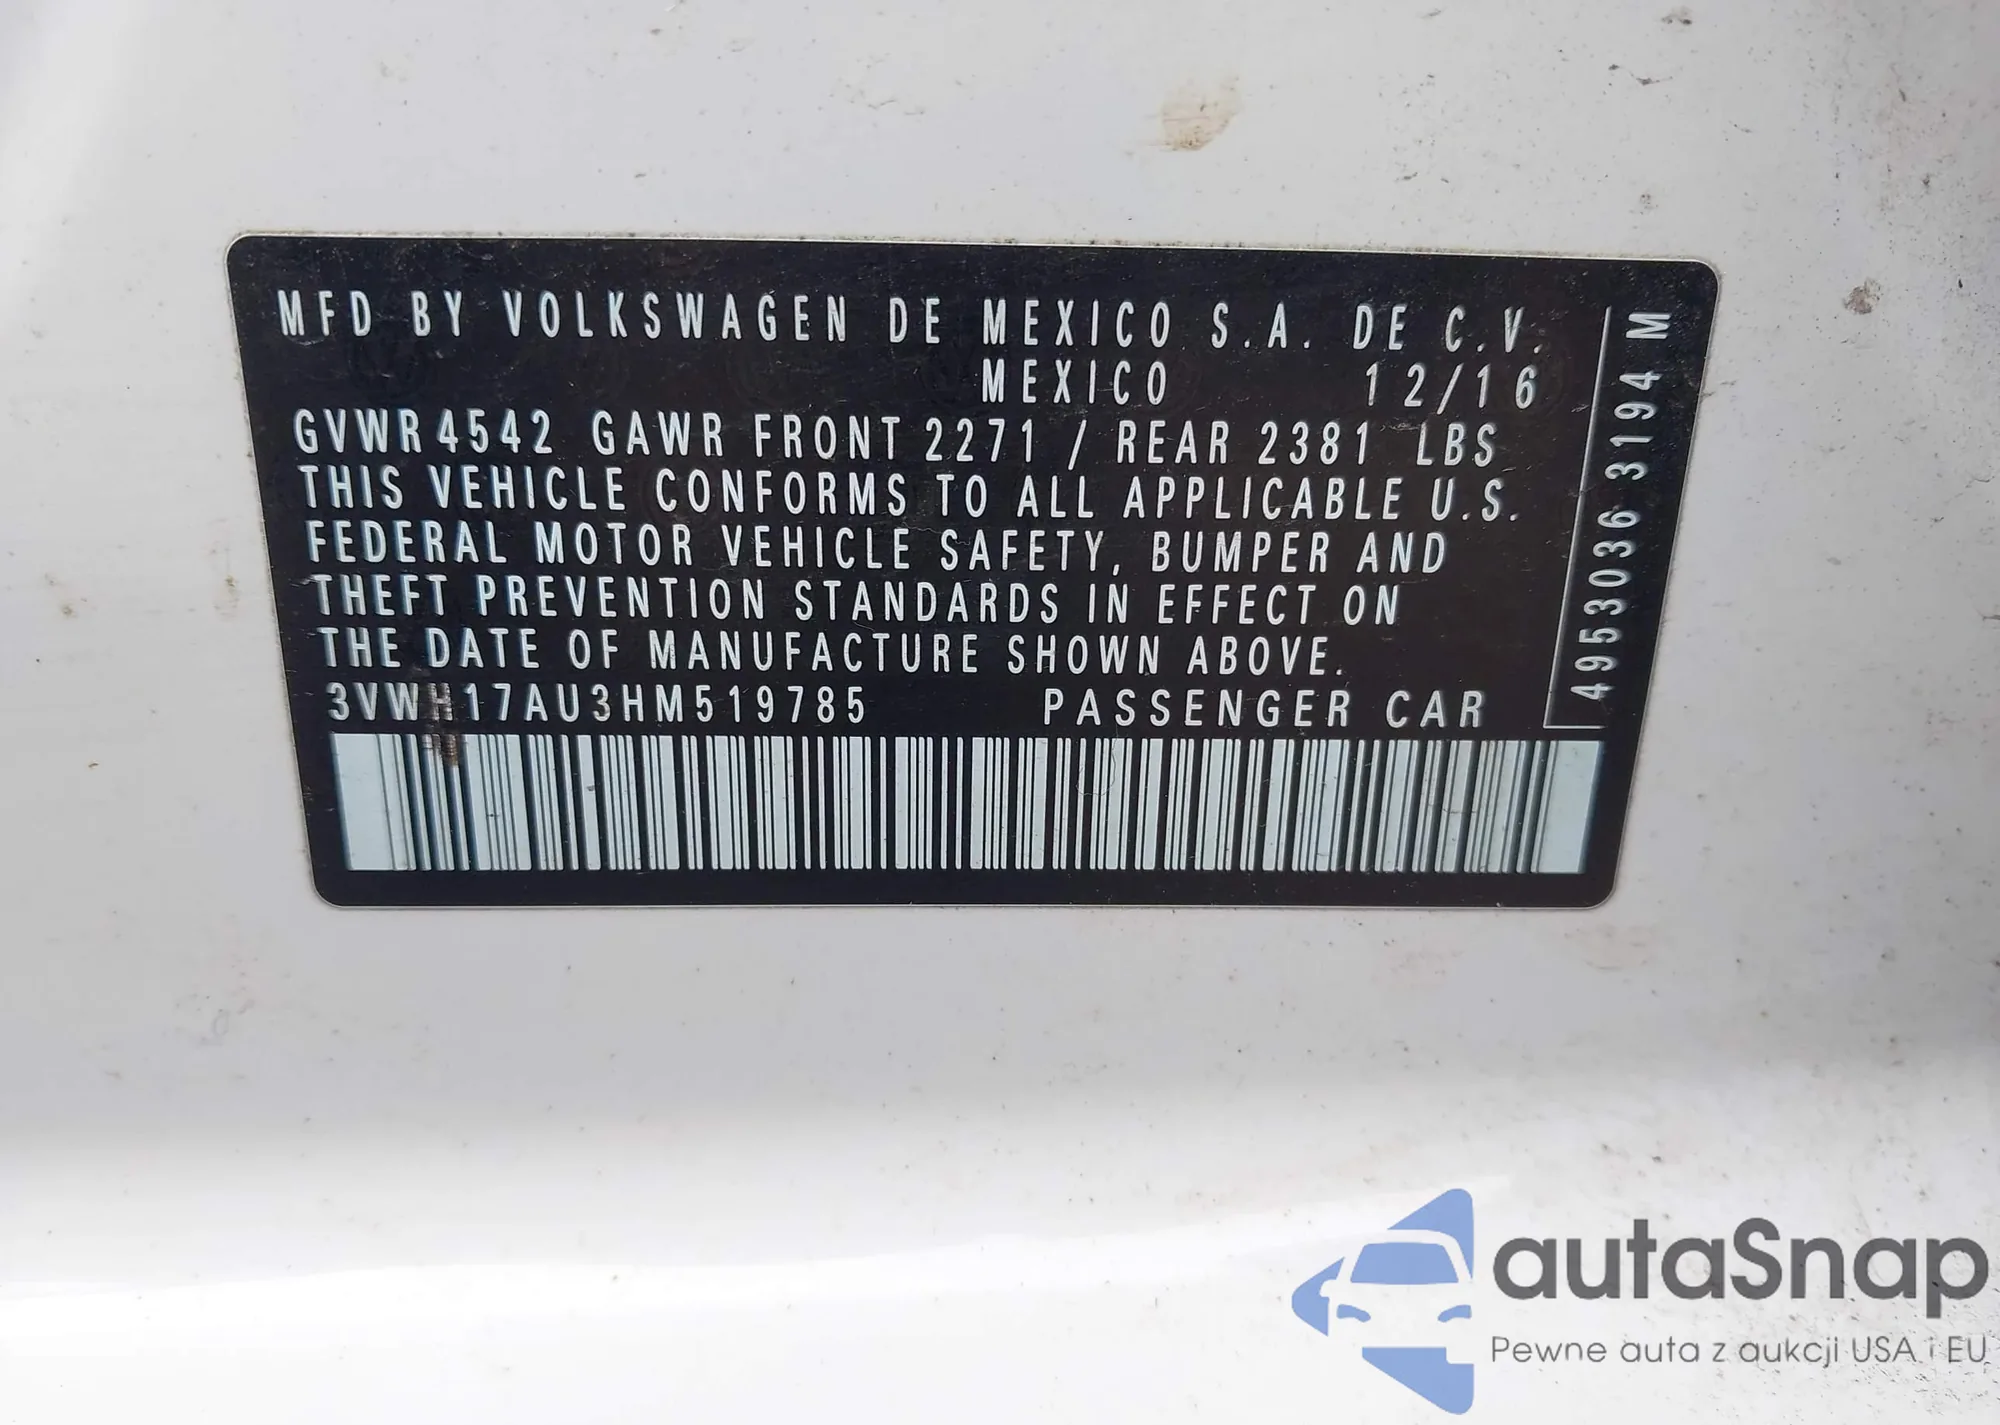 MFD BY VOLKSWAGEN DE MEXICO S.A. DE C.V.
MEXICO 12/16
GVWR 4542 GAWR FRONT 2271 / REAR 2381 LBS
THIS VEHICLE CONFORMS TO ALL APPLICABLE U.S.
FEDERAL MOTOR VEHICLE SAFETY, BUMPER AND
THEFT PREVENTION STANDARDS IN EFFECT ON
THE DATE OF MANUFACTURE SHOWN ABOVE.
3VWH17AU3HM519785 PASSENGER CAR
4953036 3194 M
autaSnap
Pewne auta z aukcji USA i EU